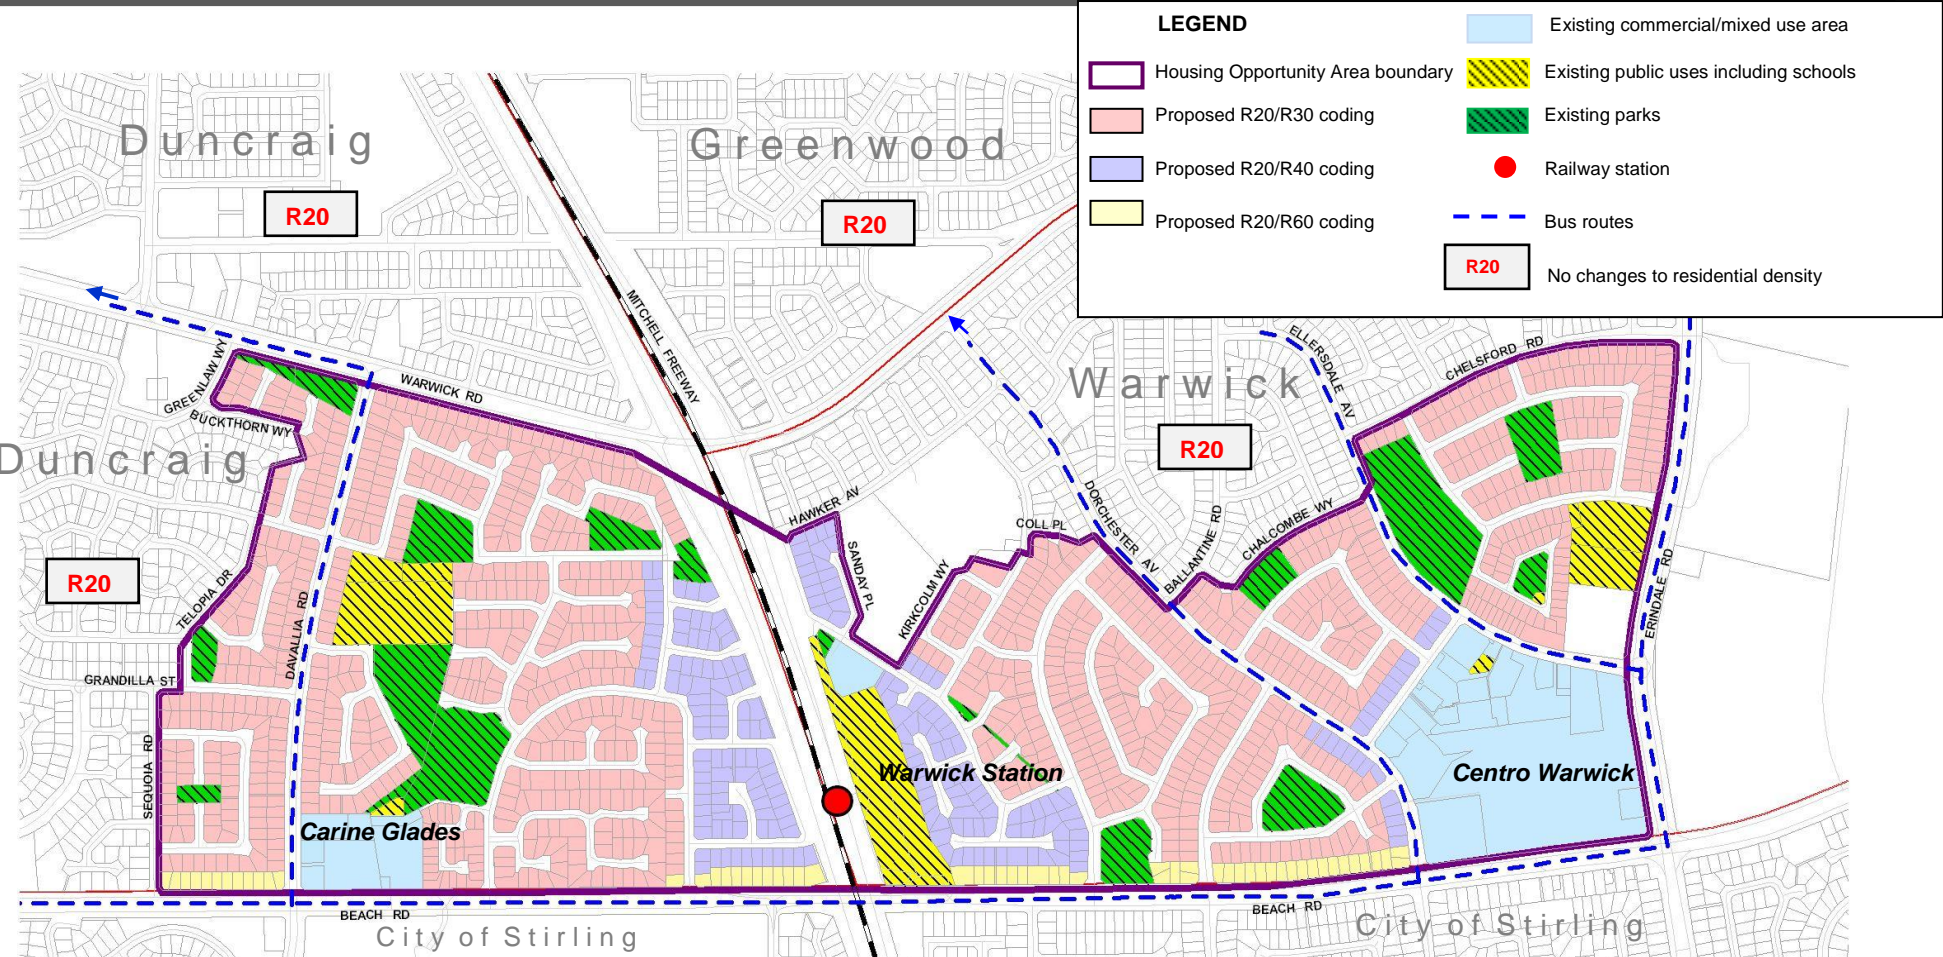 LEGEND
Existing commercial/mixed use area
Housing Opportunity Area boundary
Existing public uses including schools
Proposed R20/R30 coding
Existing parks
Proposed R20/R40 coding
Railway station
Proposed R20/R60 coding
Bus routes
R20
No changes to residential density
Duncraig
Greenwood
R20
R20
MITCHELL FREEWAY
Warwick
R20
ELLERSDALE AV
CHELSFORD RD
GREENLAW WY
WARWICK RD
BUCKTHORN WY
Duncraig
HAWKER AV
COLL PL
DORCHESTER AV
BALLANTINE RD
CHALCOMBE WY
SANDAY PL
KIRKCOLM WY
ERINDALE RD
R20
TELOPIA DR
DAVALLIA RD
GRANDILLA ST
SEQUOIA RD
Warwick Station
Centro Warwick
Carine Glades
BEACH RD
BEACH RD
City of Stirling
City of Stirling